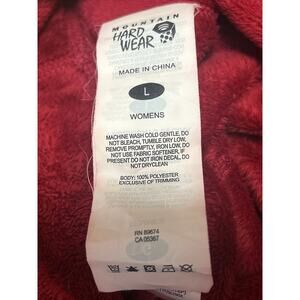 MOUNTAIN
HARD
WEAR
MADE IN CHINA
L
WOMENS
MACHINE WASH COLD GENTLE, DO
NOT BLEACH, TUMBLE DRY LOW,
REMOVE PROMPTLY, IRON LOW, DO
NOT USE FABRIC SOFTENER, IF
PRESENT DO NOT IRON DECAL, DO
NOT DRYCLEAN
BODY: 100% POLYESTER
EXCLUSIVE OF TRIMMING
RN 89674
CA 05367